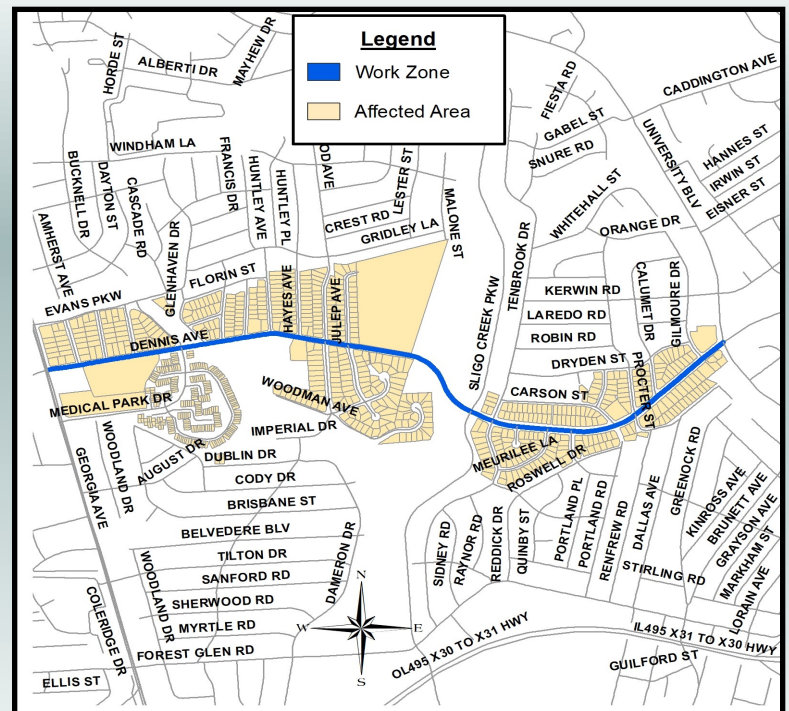 Legend
Work Zone
Affected Area
HORDE ST
ALBERTI DR
MAYHEW DR
FIESTA RD
CADDINGTON AVE
GABEL ST
SNURE RD
UNIVERSITY BLV
HANNES ST
IRWIN ST
EISNER ST
WINDHAM LA
BUCKNELL DR
DAYTON ST
CASCADE RD
FRANCIS DR
HUNTLEY AVE
HUNTLEY PL
OD AVE
LESTER ST
MALONE ST
CREST RD
GRIDLEY LA
WHITEHALL ST
ORANGE DR
AMHERST AVE
GLENHAVEN DR
FLORIN ST
HAYES AVE
JULEP AVE
EVANS PKW
DENNIS AVE
SLIGO CREEK PKW
TENBROOK DR
KERWIN RD
LAREDO RD
ROBIN RD
DRYDEN ST
CALUMET DR
GILMOURE DR
PROCTER ST
CARSON ST
MEDICAL PARK DR
WOODMAN AVE
IMPERIAL DR
MEURILEE LA
ROSWELL DR
GEORGIA AVE
WOODLAND DR
AUGUST DR
DUBLIN DR
CODY DR
BRISBANE ST
BELVEDERE BLV
TILTON DR
SANFORD RD
SHERWOOD RD
MYRTLE RD
FOREST GLEN RD
WOODLAND DR
DAMERON DR
COLERIDGE DR
ELLIS ST
SIDNEY RD
RAYNOR RD
REDDICK DR
QUINBY ST
PORTLAND PL
PORTLAND RD
RENFREW RD
DALLAS AVE
GREENOCK RD
KINROSS AVE
BRUNETT AVE
GRAYSON AVE
MARKHAM ST
LORAIN AVE
STIRLING RD
N
W
E
S
OL495 X30 TO X31 HWY
IL495 X31 TO X30 HWY
GUILFORD ST